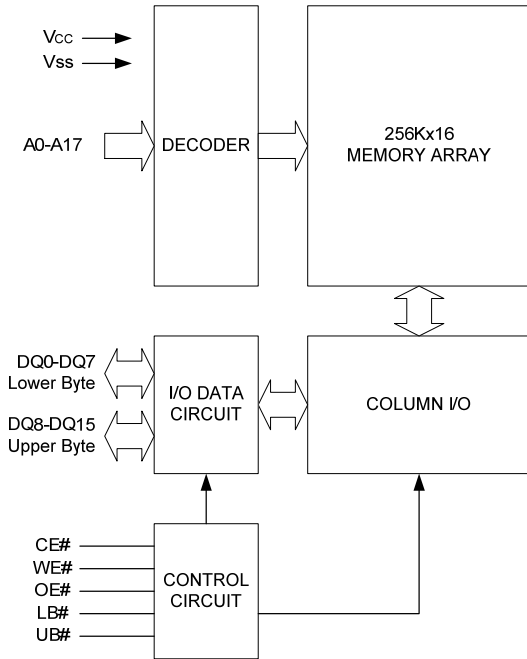 Vcc
Vss
A0-A17
DECODER
256Kx16
MEMORY ARRAY
DQ0-DQ7
Lower Byte
DQ8-DQ15
Upper Byte
I/O DATA
CIRCUIT
COLUMN I/O
CE#
WE#
OE#
LB#
UB#
CONTROL
CIRCUIT